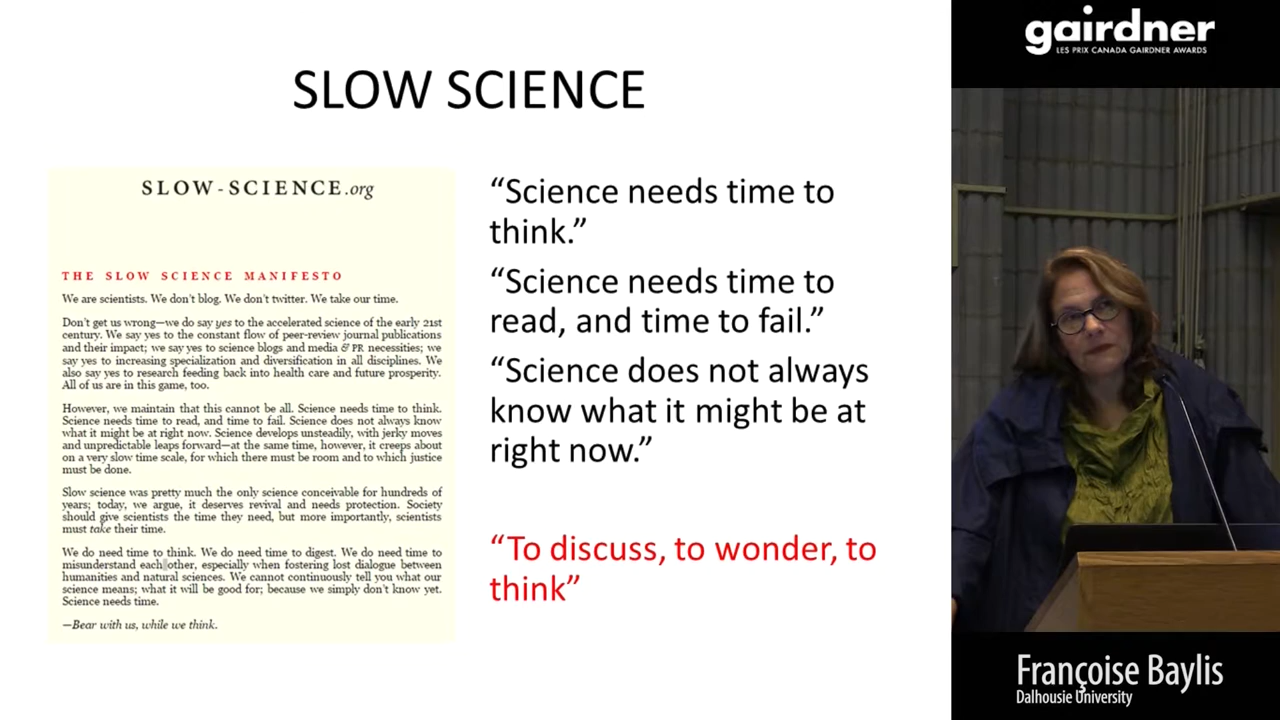 SLOW SCIENCE
SLOW-SCIENCE.org
THE SLOW SCIENCE MANIFESTO
We are scientists. We don't blog. We don't twitter. We take our time.
Don't get us wrong—we do say yes to the accelerated science of the early 21st
century. We say yes to the constant flow of peer-review journal publications
and their impact; we say yes to science blogs and media & PR necessities; we
say yes to increasing specialization and diversification in all disciplines. We
also say yes to research feeding back into health care and future prosperity.
All of us are in this game, too.
However, we maintain that this cannot be all. Science needs time to think.
Science needs time to read, and time to fail. Science does not always know
what it might be at right now. Science develops unsteadily, with jerky moves
and unpredictable leaps forward—at the same time, however, it creeps about
on a very slow time scale, for which there must be room and to which justice
must be done.
Slow science was pretty much the only science conceivable for hundreds of
years; today, we argue, it deserves revival and needs protection. Society
should give scientists the time they need, but more importantly, scientists
must take their time.
We do need time to think. We do need time to digest. We do need time to
misunderstand each other, especially when fostering lost dialogue between
humanities and natural sciences. We cannot continuously tell you what our
science means; what it will be good for; because we simply don't know yet.
Science needs time.
—Bear with us, while we think.
“Science needs time to
think.”
“Science needs time to
read, and time to fail.”
“Science does not always
know what it might be at
right now.”
“To discuss, to wonder, to
think”
gairdner
LES PRIX CANADA GAIRDNER AWARDS
Françoise Baylis
Dalhousie University